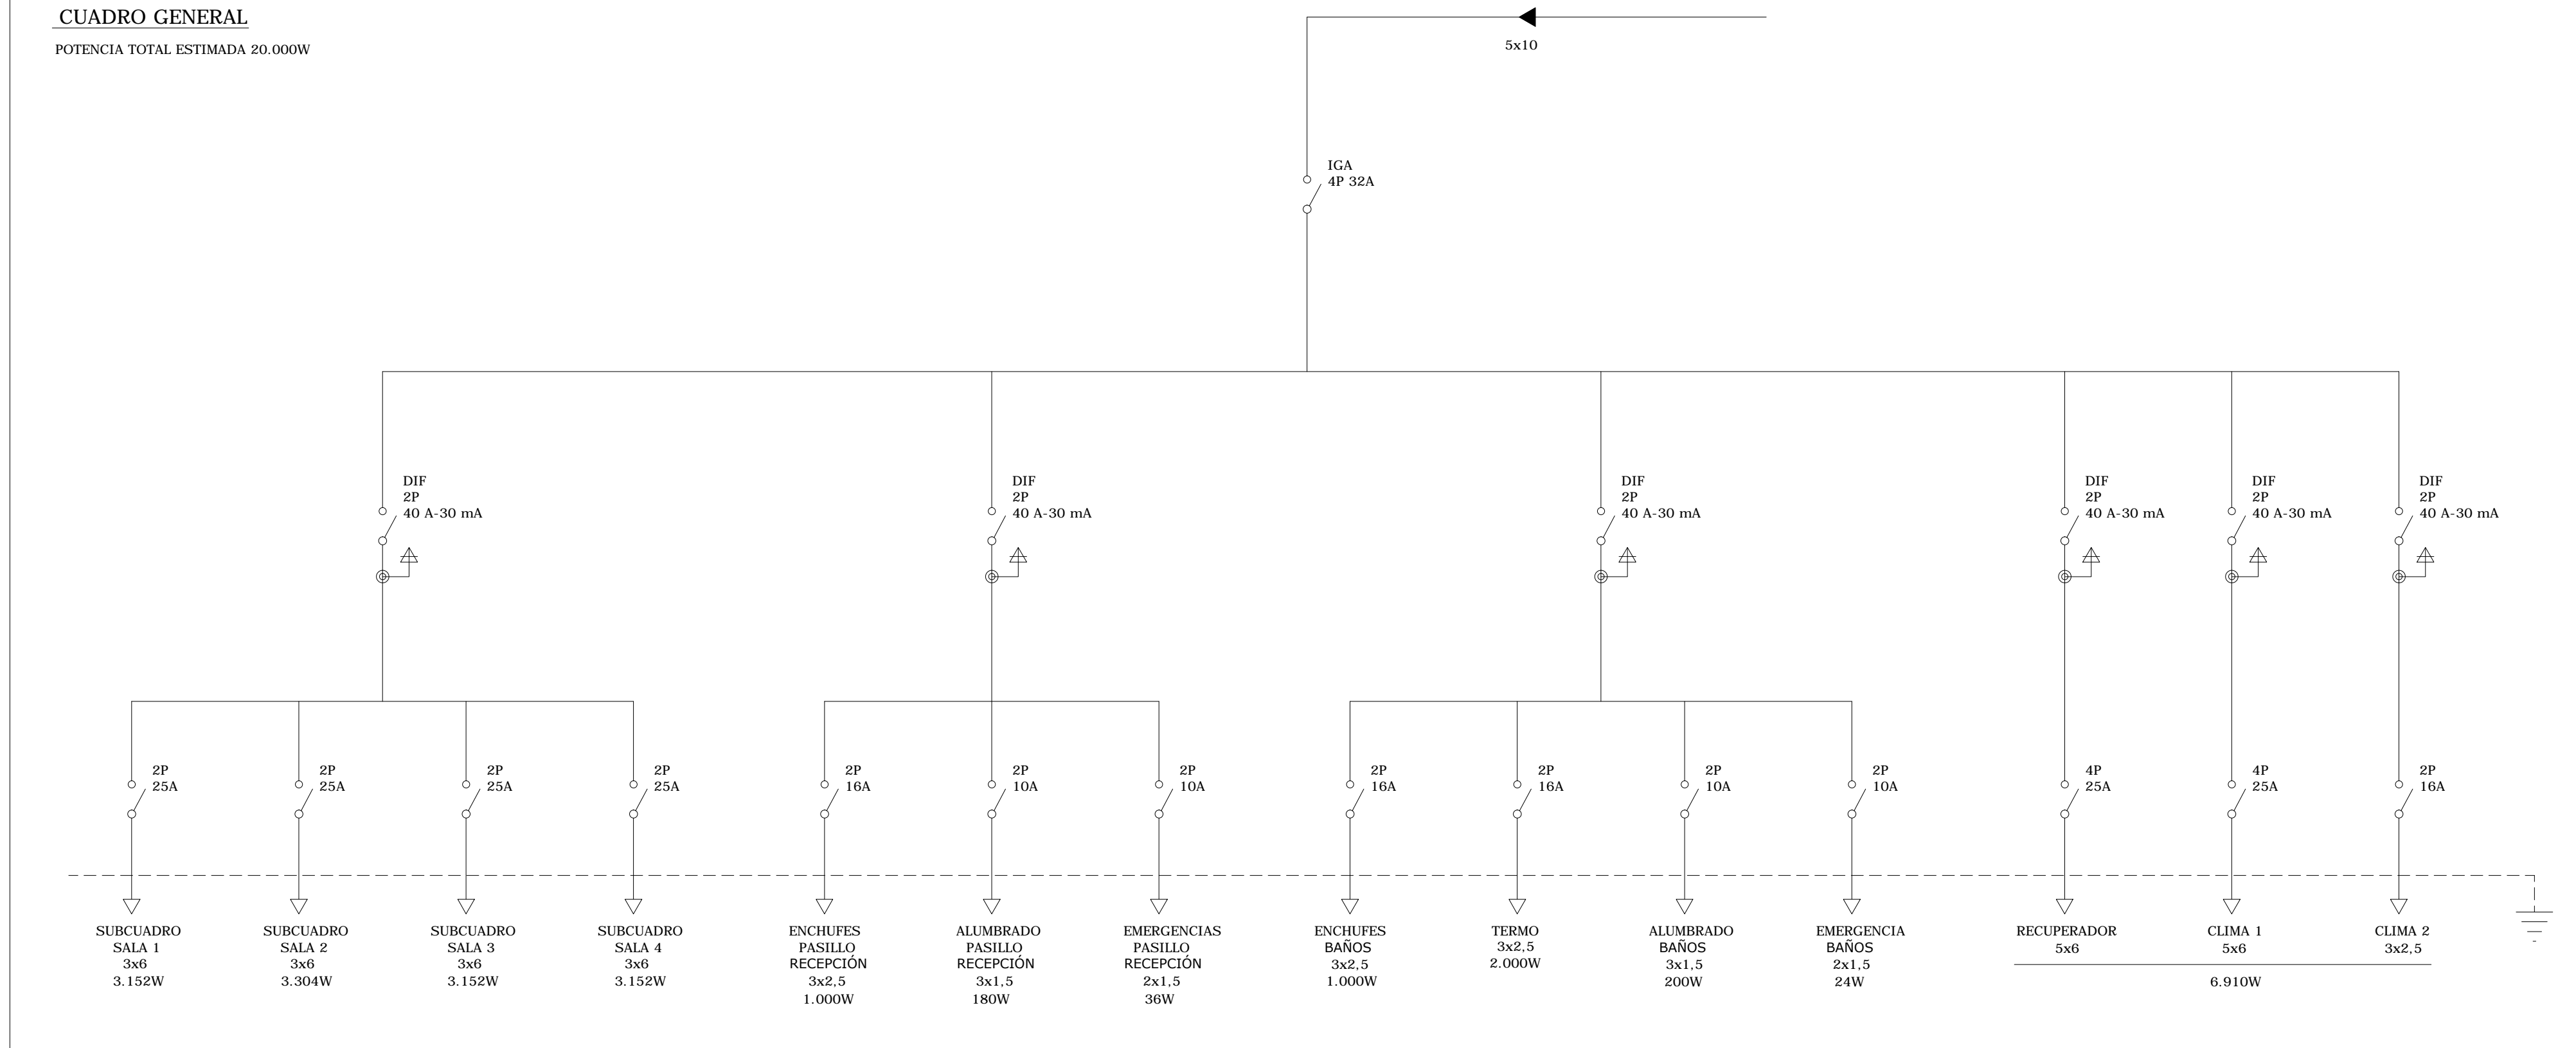 CUADRO GENERAL
POTENCIA TOTAL ESTIMADA 20.000W
5x10
IGA
4P 32A
DIF
2P
40 A-30 mA
DIF
2P
40 A-30 mA
DIF
2P
40 A-30 mA
DIF
2P
40 A-30 mA
DIF
2P
40 A-30 mA
DIF
2P
40 A-30 mA
2P
25A
2P
25A
2P
25A
2P
25A
2P
16A
2P
10A
2P
10A
2P
16A
2P
16A
2P
10A
2P
10A
4P
25A
4P
25A
2P
16A
SUBCUADRO
SALA 1
3x6
3.152W
SUBCUADRO
SALA 2
3x6
3.304W
SUBCUADRO
SALA 3
3x6
3.152W
SUBCUADRO
SALA 4
3x6
3.152W
ENCHUFES
PASILLO
RECEPCIÓN
3x2,5
1.000W
ALUMBRADO
PASILLO
RECEPCIÓN
3x1,5
180W
EMERGENCIAS
PASILLO
RECEPCIÓN
2x1,5
36W
ENCHUFES
BAÑOS
3x2,5
1.000W
TERMO
3x2,5
2.000W
ALUMBRADO
BAÑOS
3x1,5
200W
EMERGENCIA
BAÑOS
2x1,5
24W
RECUPERADOR
5x6
CLIMA 1
5x6
CLIMA 2
3x2,5
6.910W